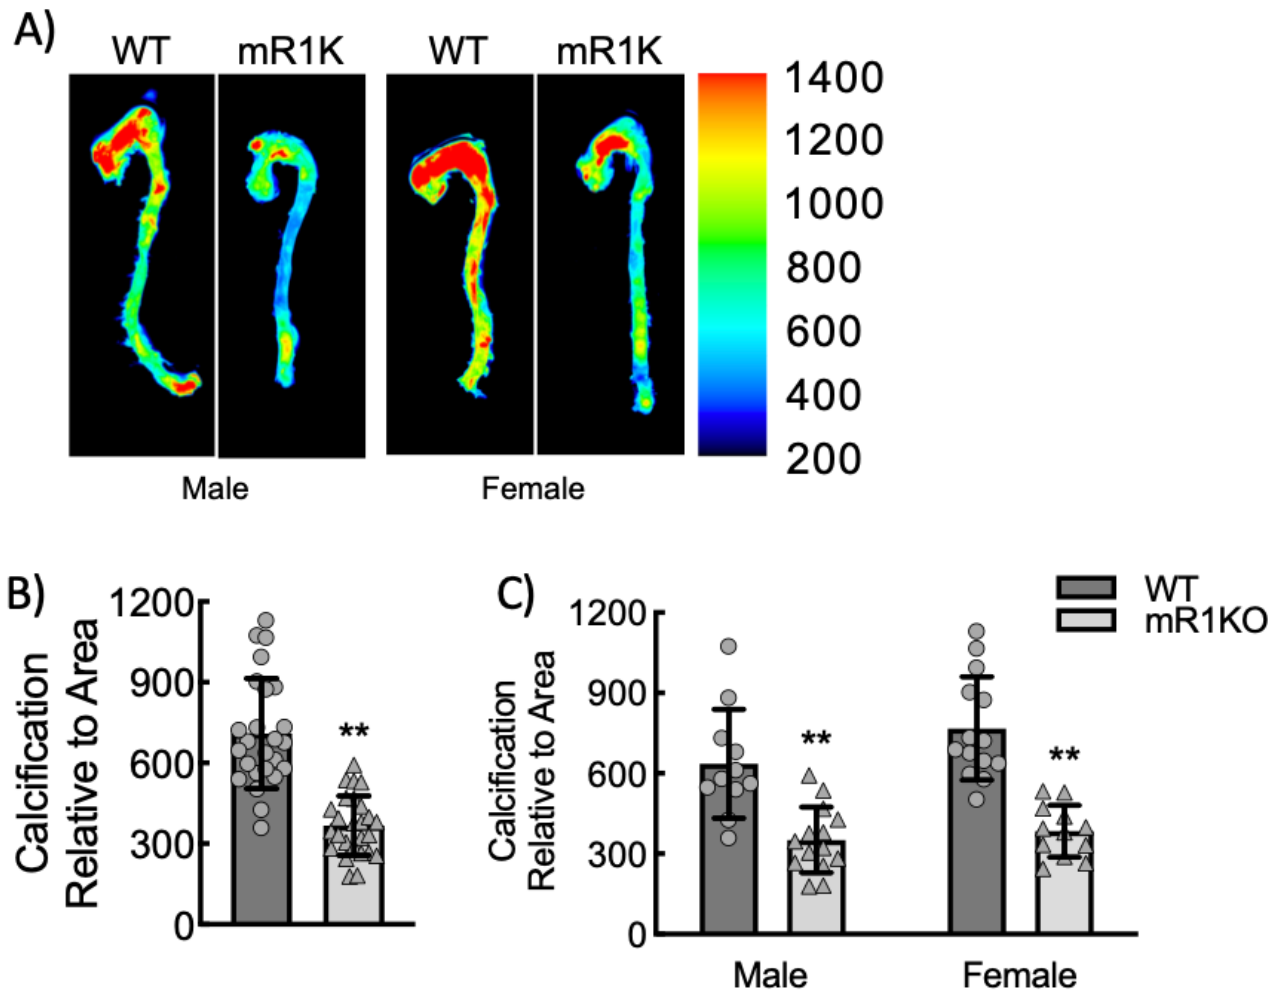 A)
WT mR1K WT mR1K
1400
1200
1000
800
600
400
200
Male Female
B)
1200
900
600
300
0
Calcification
Relative to Area
**
C)
1200
900
600
300
0
Calcification
Relative to Area
**
**
WT
mR1KO
Male Female